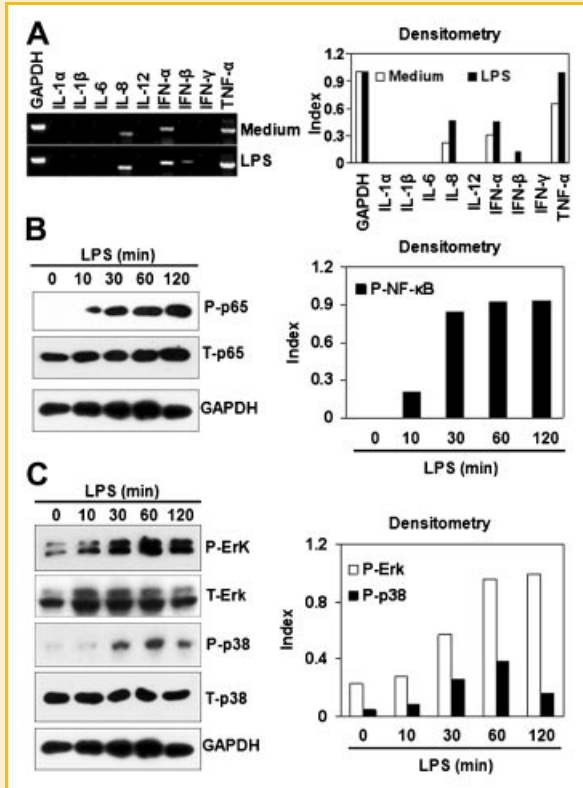 A
GAPDH
IL-1α
IL-1β
IL-6
IL-8
IL-12
IFN-α
IFN-β
IFN-γ
TNF-α
Medium
LPS
Densitometry
Index
1.2
0.9
0.6
0.3
0
Medium LPS
GAPDH
IL-1α
IL-1β
IL-6
IL-8
IL-12
IFN-α
IFN-β
IFN-γ
TNF-α
B
LPS (min)
0 10 30 60 120
P-p65
T-p65
GAPDH
Densitometry
Index
1.2
0.9
0.6
0.3
0
P-NF-κB
0 10 30 60 120
LPS (min)
C
LPS (min)
0 10 30 60 120
P-ErK
T-Erk
P-p38
T-p38
GAPDH
Densitometry
Index
1.2
0.8
0.4
0
P-Erk
P-p38
0 10 30 60 120
LPS (min)